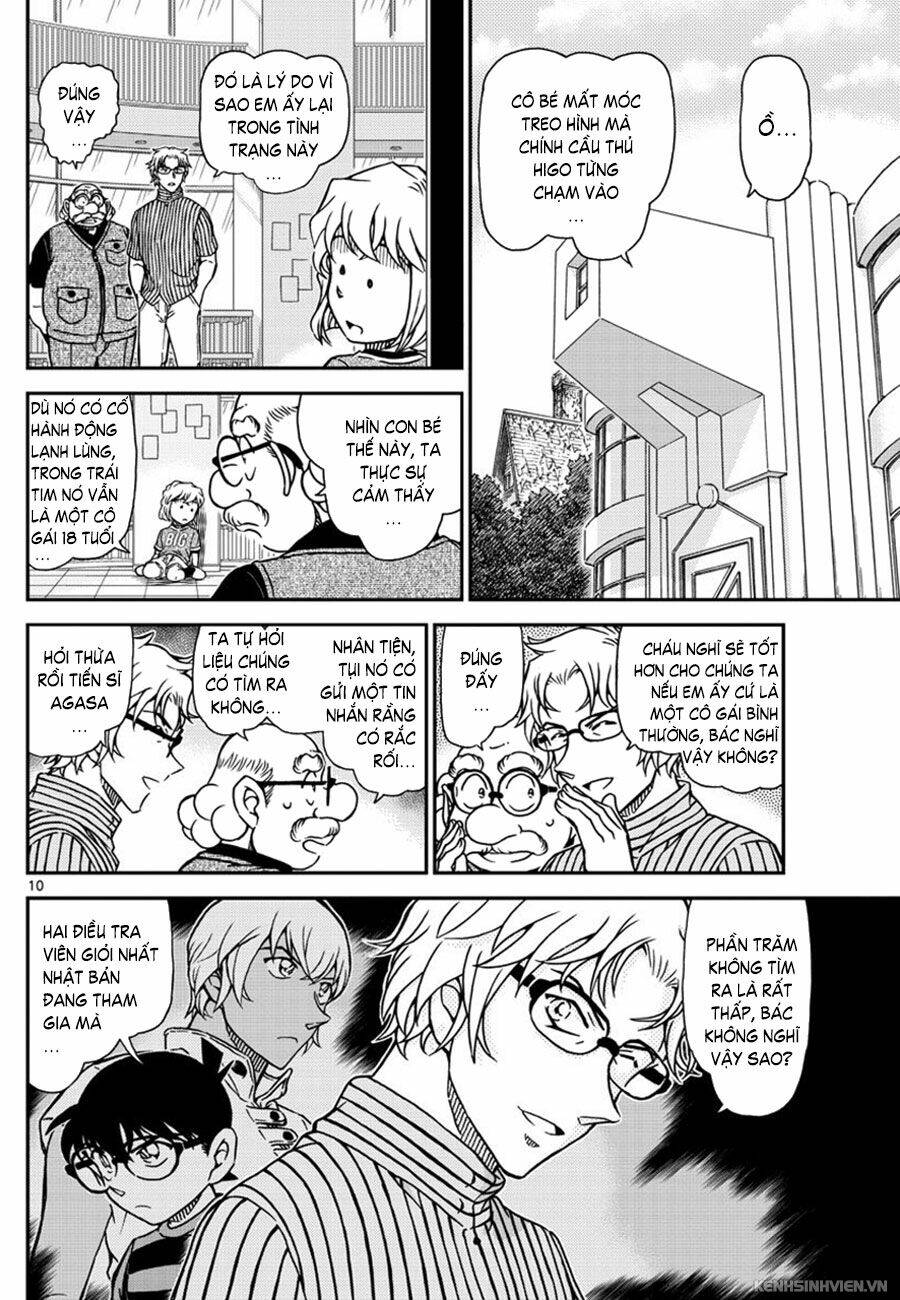 Ồ...
CÔ BÉ MẤT MÓC
TREO HÌNH MÀ
CHÍNH CẦU THỦ
HIGO TỪNG
CHẠM VÀO
...
ĐÓ LÀ LÝ DO VÌ
SAO EM ẤY LẠI
TRONG TÌNH
TRẠNG NÀY
ĐÚNG
VẬY
...
NHÌN CON BÉ
THẾ NÀY, TA
THỰC SỰ
CẢM THẤY
...
DÙ NÓ CÓ CỐ
HÀNH ĐỘNG
LẠNH LÙNG,
TRONG TRÁI
TIM NÓ VẪN
LÀ MỘT CÔ
GÁI 18 TUỔI
...
BIG
CHÁU NGHĨ SẼ TỐT
HƠN CHO CHÚNG TA
NẾU EM ẤY CỨ LÀ
MỘT CÔ GÁI BÌNH
THƯỜNG, BÁC NGHĨ
VẬY KHÔNG?
ĐÚNG
ĐẤY
...
NHÂN TIỆN,
TỤI NÓ CÓ
GỬI MỘT TIN
NHẮN RẰNG
CÓ RẮC
RỐI...
TA TỰ HỎI
LIỆU CHÚNG
CÓ TÌM RA
KHÔNG...
HỎI THỪA
RỒI TIẾN SĨ
AGASA
...
10
PHẦN TRĂM
KHÔNG TÌM
RA LÀ RẤT
THẤP, BÁC
KHÔNG NGHĨ
VẬY SAO?
HAI ĐIỀU TRA
VIÊN GIỎI NHẤT
NHẬT BẢN
ĐANG THAM
GIA MÀ
...
KENHSINHVIEN.VN